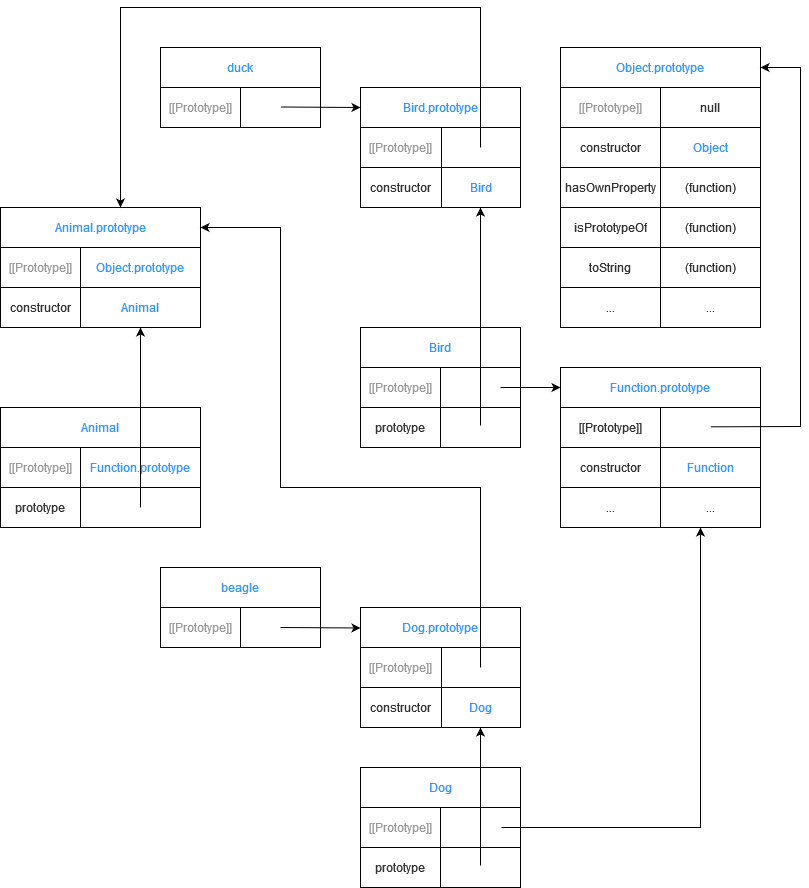 duck
[[Prototype]]
Bird.prototype
[[Prototype]]
constructor Bird
Object.prototype
[[Prototype]] null
constructor Object
hasOwnProperty (function)
isPrototypeOf (function)
toString (function)
... ...
Animal.prototype
[[Prototype]] Object.prototype
constructor Animal
Bird
[[Prototype]]
prototype
Function.prototype
[[Prototype]]
constructor Function
... ...
Animal
[[Prototype]] Function.prototype
prototype
beagle
[[Prototype]]
Dog.prototype
[[Prototype]]
constructor Dog
Dog
[[Prototype]]
prototype